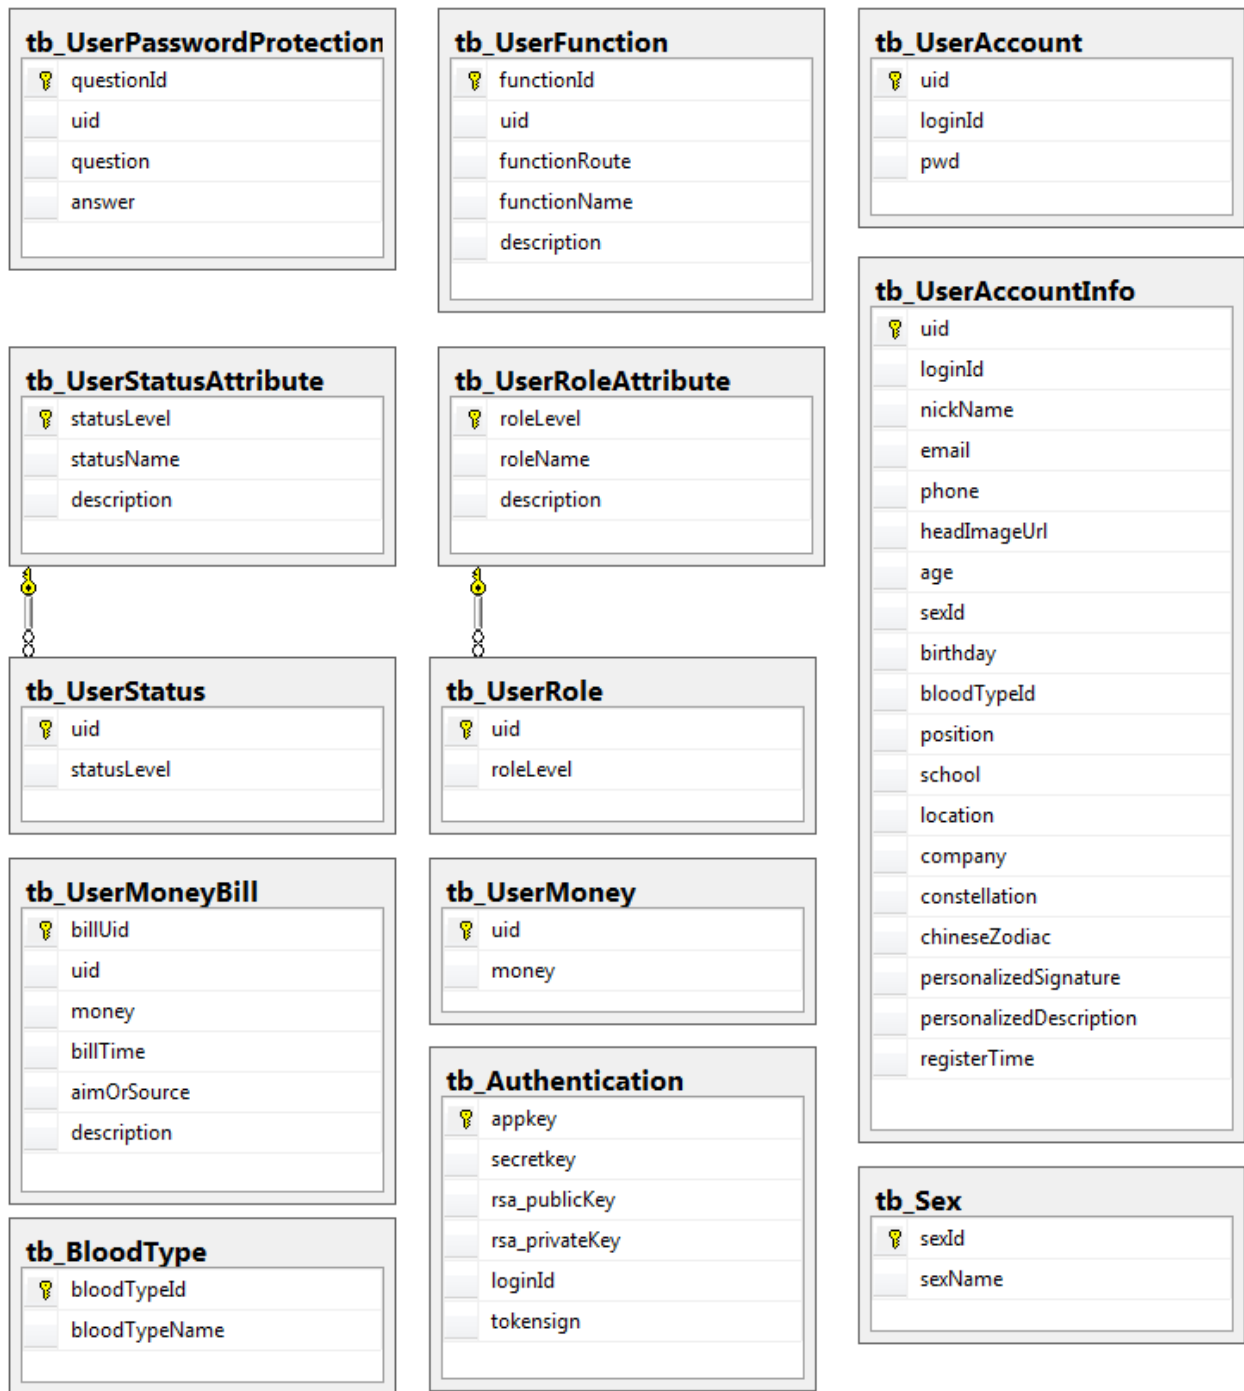 tb_UserPasswordProtection
questionId
uid
question
answer
tb_UserFunction
functionId
uid
functionRoute
functionName
description
tb_UserAccount
uid
loginId
pwd
tb_UserStatusAttribute
statusLevel
statusName
description
tb_UserRoleAttribute
roleLevel
roleName
description
tb_UserAccountInfo
uid
loginId
nickName
email
phone
headImageUrl
age
sexId
birthday
bloodTypeId
position
school
location
company
constellation
chineseZodiac
personalizedSignature
personalizedDescription
registerTime
tb_UserStatus
uid
statusLevel
tb_UserRole
uid
roleLevel
tb_UserMoneyBill
billUid
uid
money
billTime
aimOrSource
description
tb_UserMoney
uid
money
tb_Authentication
appkey
secretkey
rsa_publicKey
rsa_privateKey
loginId
tokensign
tb_Sex
sexId
sexName
tb_BloodType
bloodTypeId
bloodTypeName